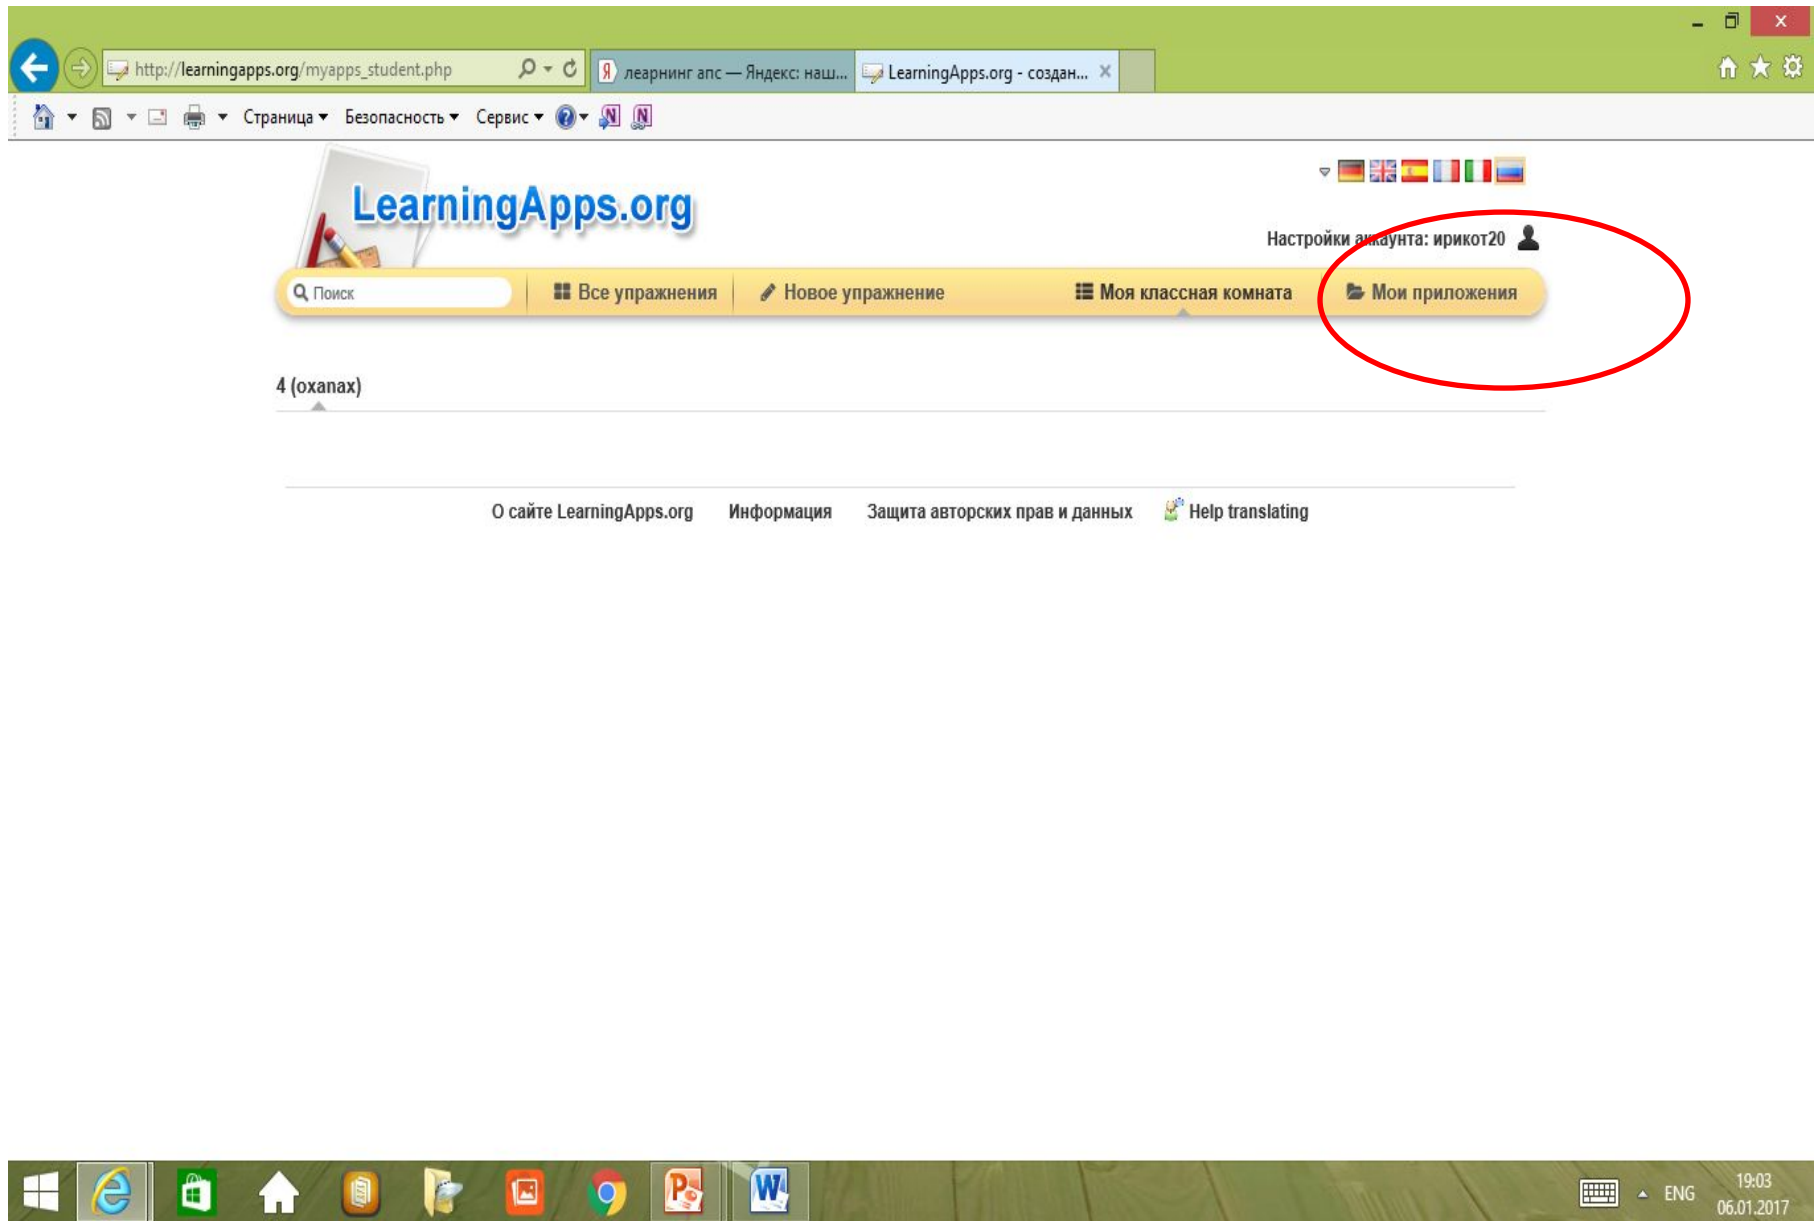 http://learningapps.org/myapps_student.php
леарнинг апс — Яндекс: наш...
LearningApps.org - создан...
Страница Безопасность Сервис
LearningApps.org
Настройки аккаунта: ирикот20
Поиск Все упражнения Новое упражнение Моя классная комната Мои приложения
4 (oxanax)
О сайте LearningApps.org Информация Защита авторских прав и данных Help translating
ENG
19:03
06.01.2017